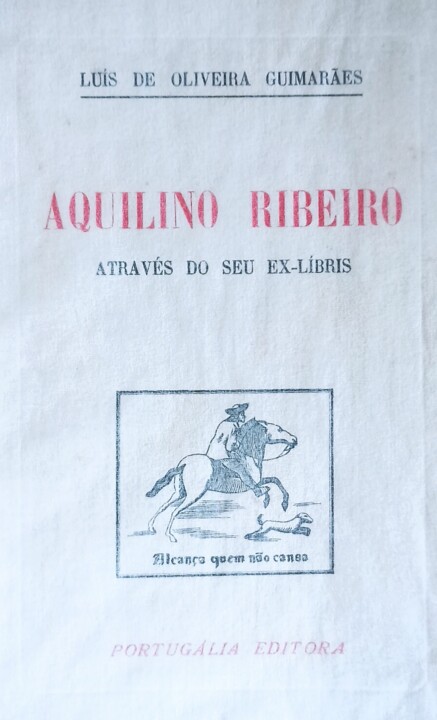 LUÍS DE OLIVEIRA GUIMARÃES
AQUILINO RIBEIRO
ATRAVÉS DO SEU EX-LÍBRIS
Alcança quem não cansa
PORTUGÁLIA EDITORA